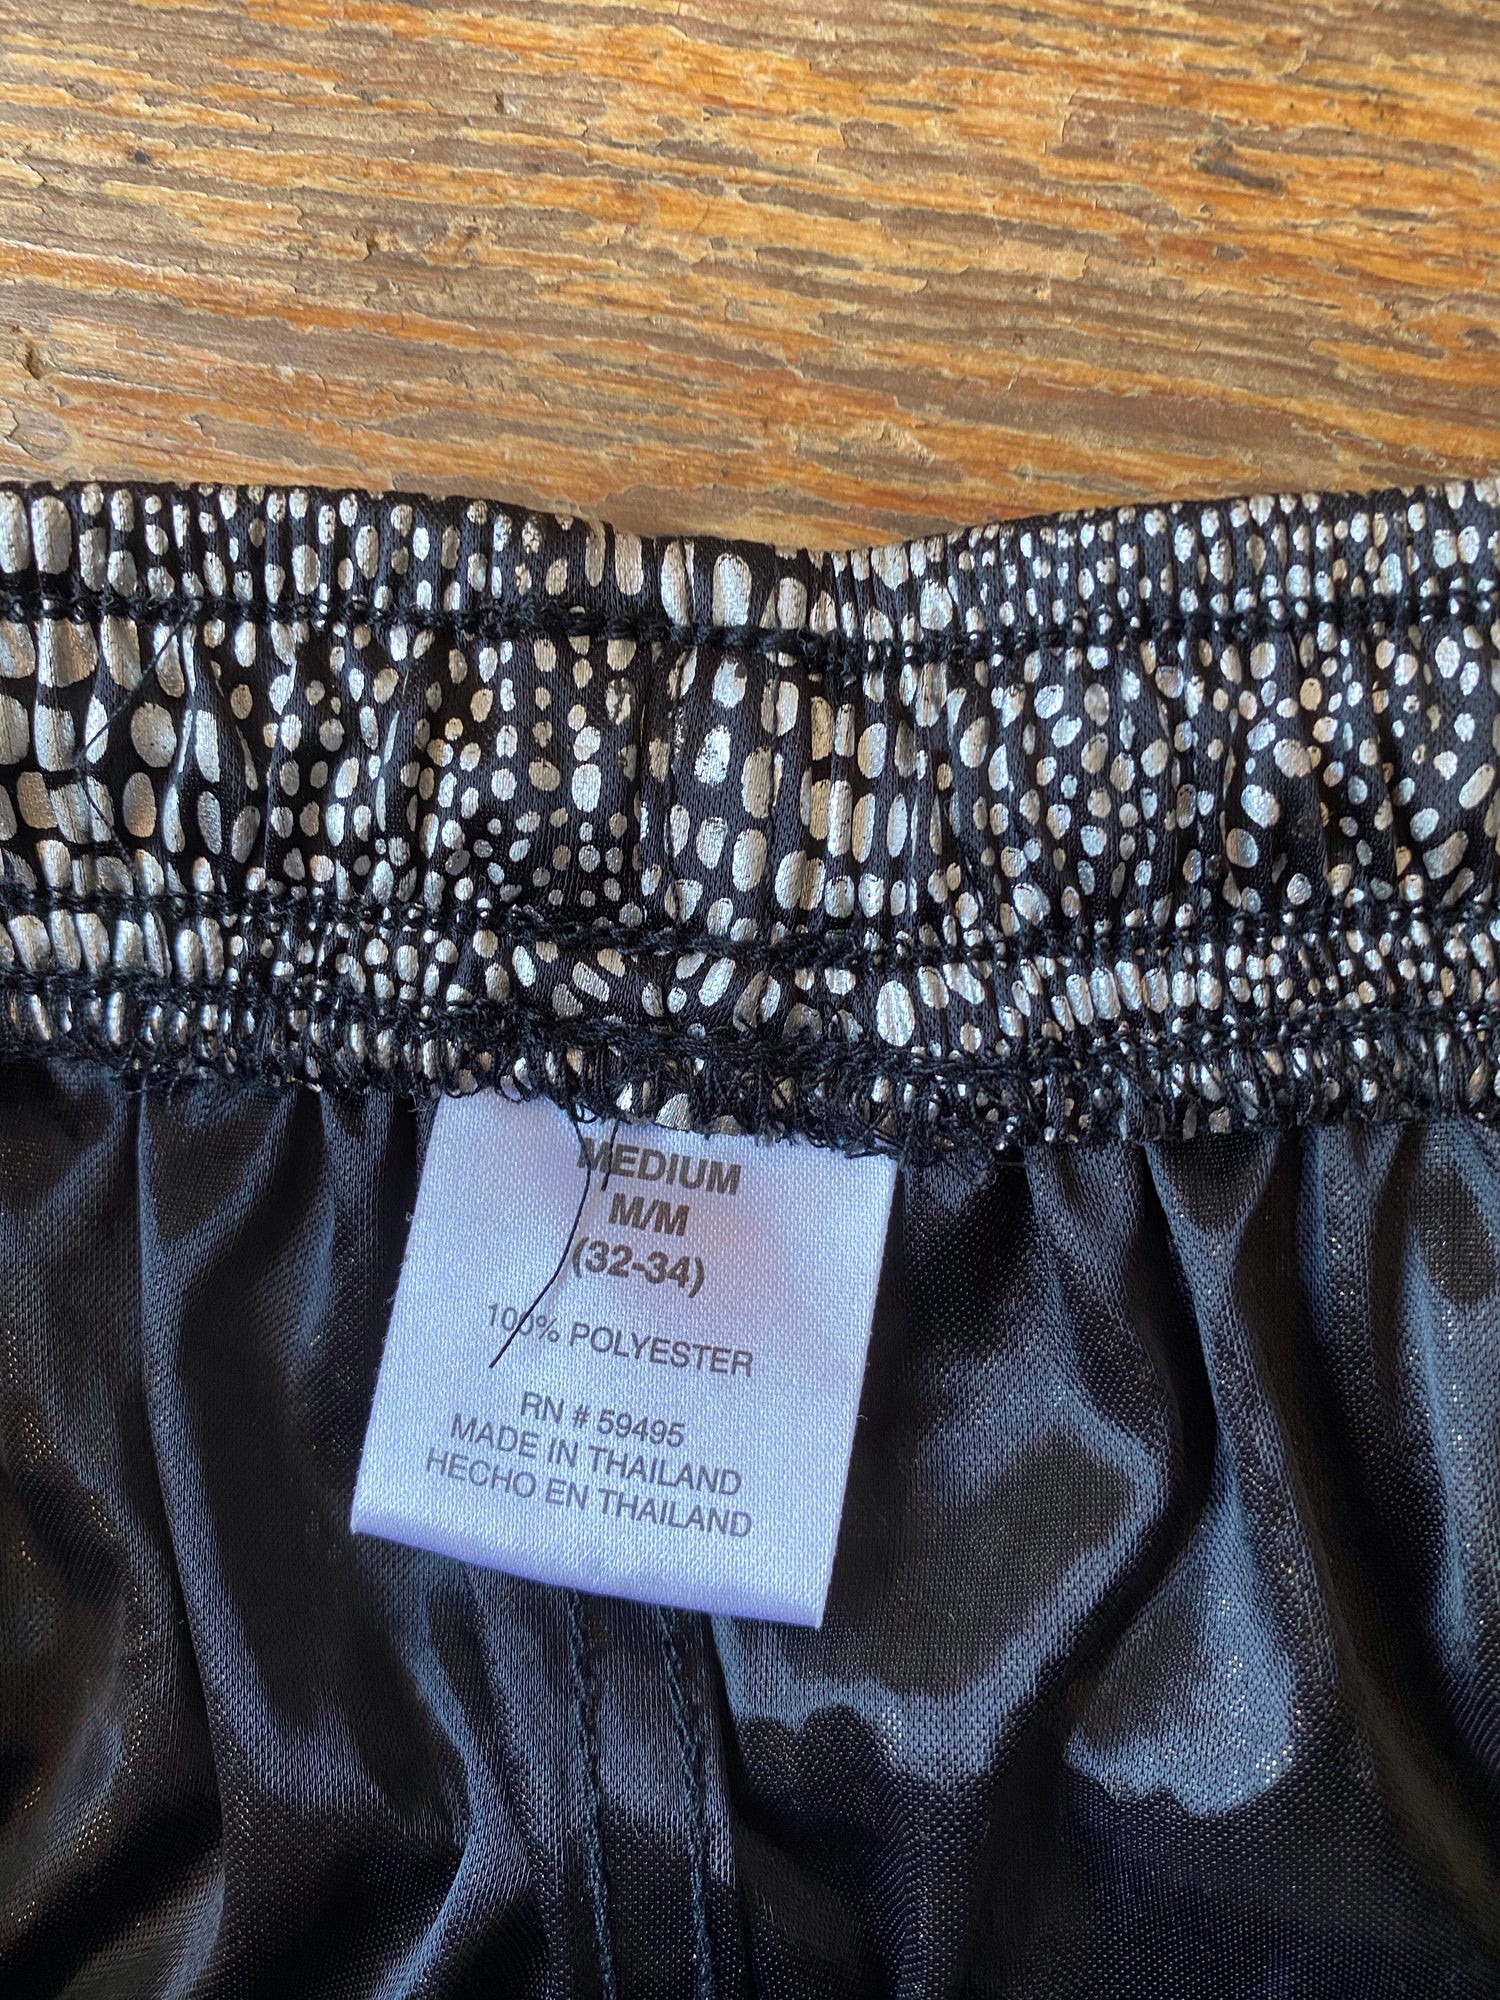 MEDIUM
M/M
(32-34)
100% POLYESTER
RN # 59495
MADE IN THAILAND
HECHO EN THAILAND